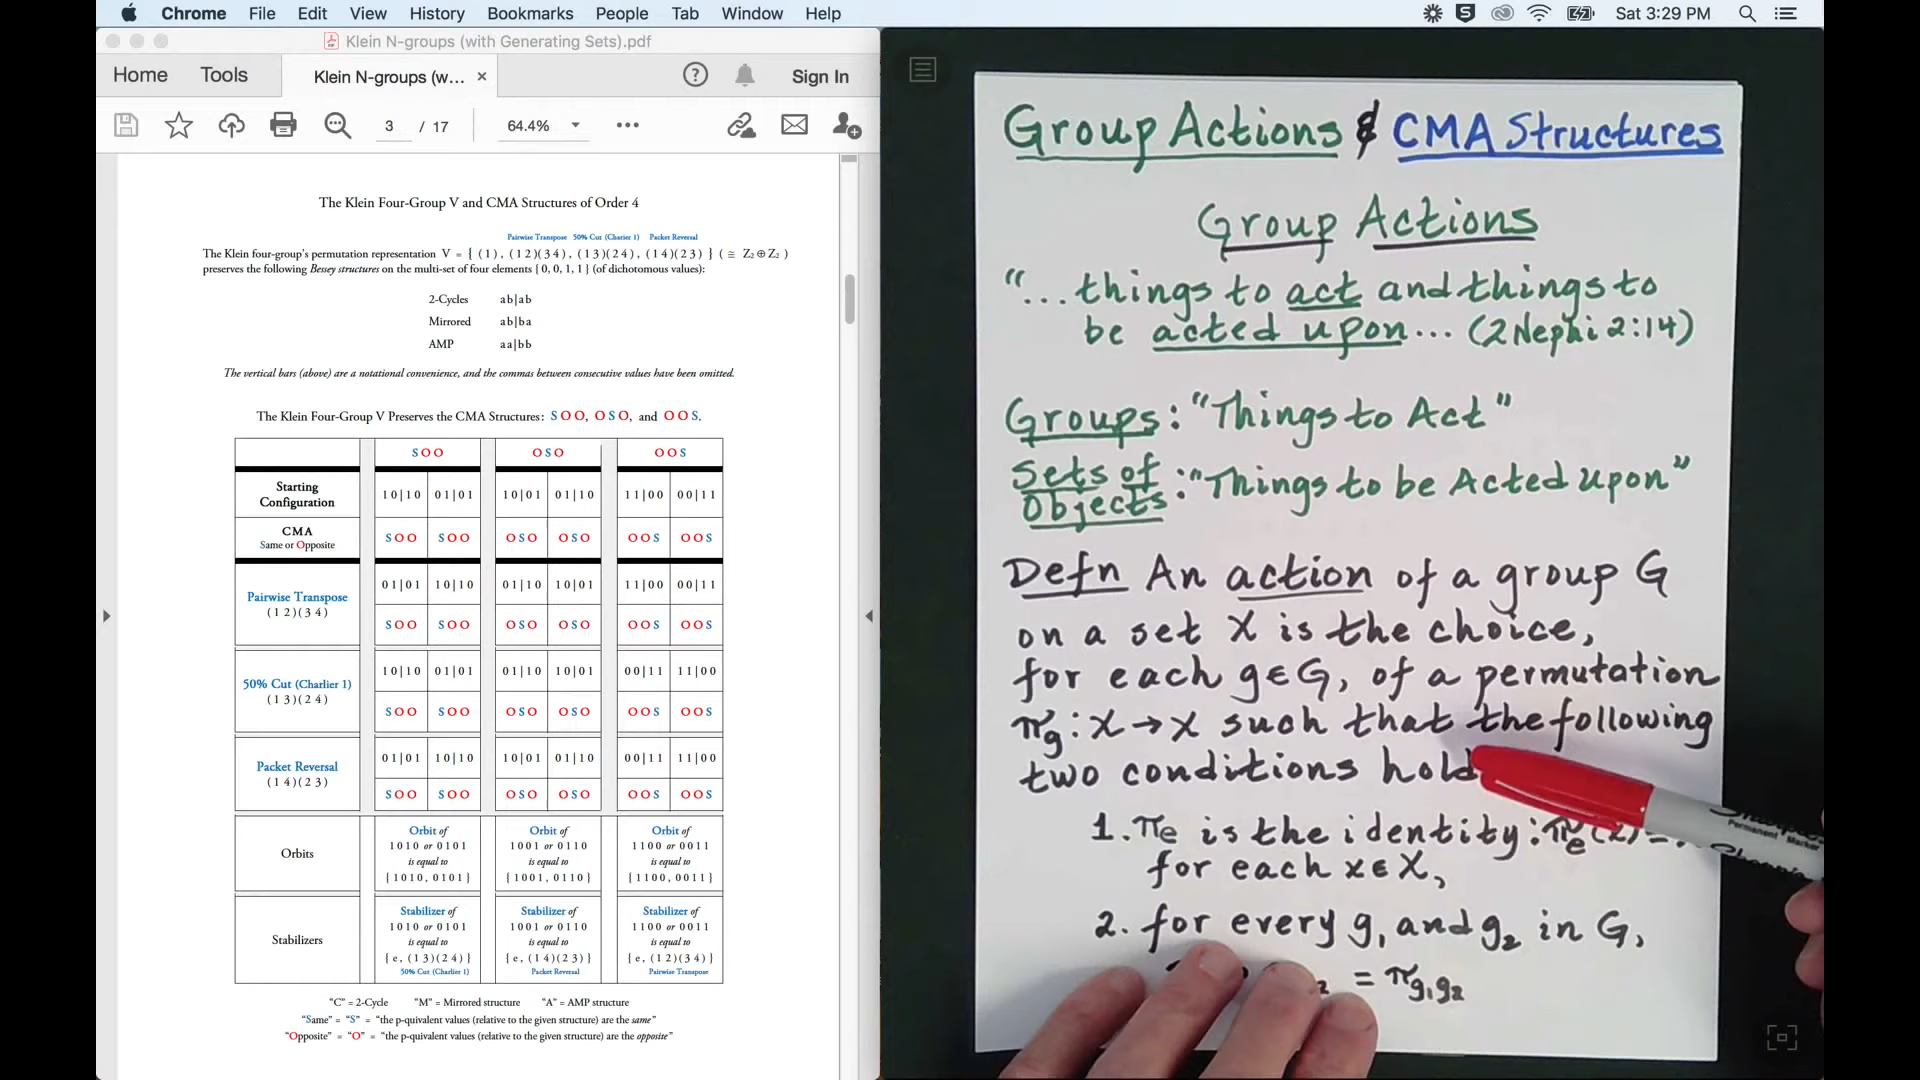 Chrome File Edit View History Bookmarks People Tab Window Help
Sat 3:29 PM
Klein N-groups (with Generating Sets).pdf
Home Tools Klein N-groups (w... × Sign In
3 / 17 64.4%
The Klein Four-Group V and CMA Structures of Order 4
Pairwise Transpose 50% Cut (Charlier 1) Packet Reversal
The Klein four-group's permutation representation V = { (1) , (1 2)(3 4) , (1 3)(2 4) , (1 4)(2 3) } ( ≅ Z₂ ⊕ Z₂ )
preserves the following Bessey structures on the multi-set of four elements { 0, 0, 1, 1 } (of dichotomous values):
2-Cycles ab|ab
Mirrored ab|ba
AMP aa|bb
The vertical bars (above) are a notational convenience, and the commas between consecutive values have been omitted.
The Klein Four-Group V Preserves the CMA Structures: S O O, O S O, and O O S.
S O O O S O O O S
Starting
Configuration
10|10 01|01 10|01 01|10 11|00 00|11
CMA
Same or Opposite
S O O S O O O S O O S O O O S O O S
Pairwise Transpose
(1 2)(3 4)
01|01 10|10 01|10 10|01 11|00 00|11
S O O S O O O S O O S O O O S O O S
50% Cut (Charlier 1)
(1 3)(2 4)
10|10 01|01 01|10 10|01 00|11 11|00
S O O S O O O S O O S O O O S O O S
Packet Reversal
(1 4)(2 3)
01|01 10|10 10|01 01|10 00|11 11|00
S O O S O O O S O O S O O O S O O S
Orbits
Orbit of
1010 or 0101
is equal to
{ 1010, 0101 }
Orbit of
1001 or 0110
is equal to
{ 1001, 0110 }
Orbit of
1100 or 0011
is equal to
{ 1100, 0011 }
Stabilizers
Stabilizer of
1010 or 0101
is equal to
{ e, (1 3)(2 4) }
50% Cut (Charlier 1)
Stabilizer of
1001 or 0110
is equal to
{ e, (1 4)(2 3) }
Packet Reversal
Stabilizer of
1100 or 0011
is equal to
{ e, (1 2)(3 4) }
Pairwise Transpose
"C" = 2-Cycle "M" = Mirrored structure "A" = AMP structure
"Same" = "S" = "the p-quivalent values (relative to the given structure) are the same"
"Opposite" = "O" = "the p-quivalent values (relative to the given structure) are the opposite"
Group Actions & CMA Structures
Group Actions
"...things to act and things to
be acted upon... (2 Nephi 2:14)
Groups: "Things to Act"
Sets of
Objects: "Things to be Acted Upon"
Defn An action of a group G
on a set X is the choice,
for each g∈G, of a permutation
π_g: X → X such that the following
two conditions hold
1. π_e is the identity: π_e(x) =
for each x∈X,
2. for every g₁ and g₂ in G,
= π_g₁g₂
Permanent Marker